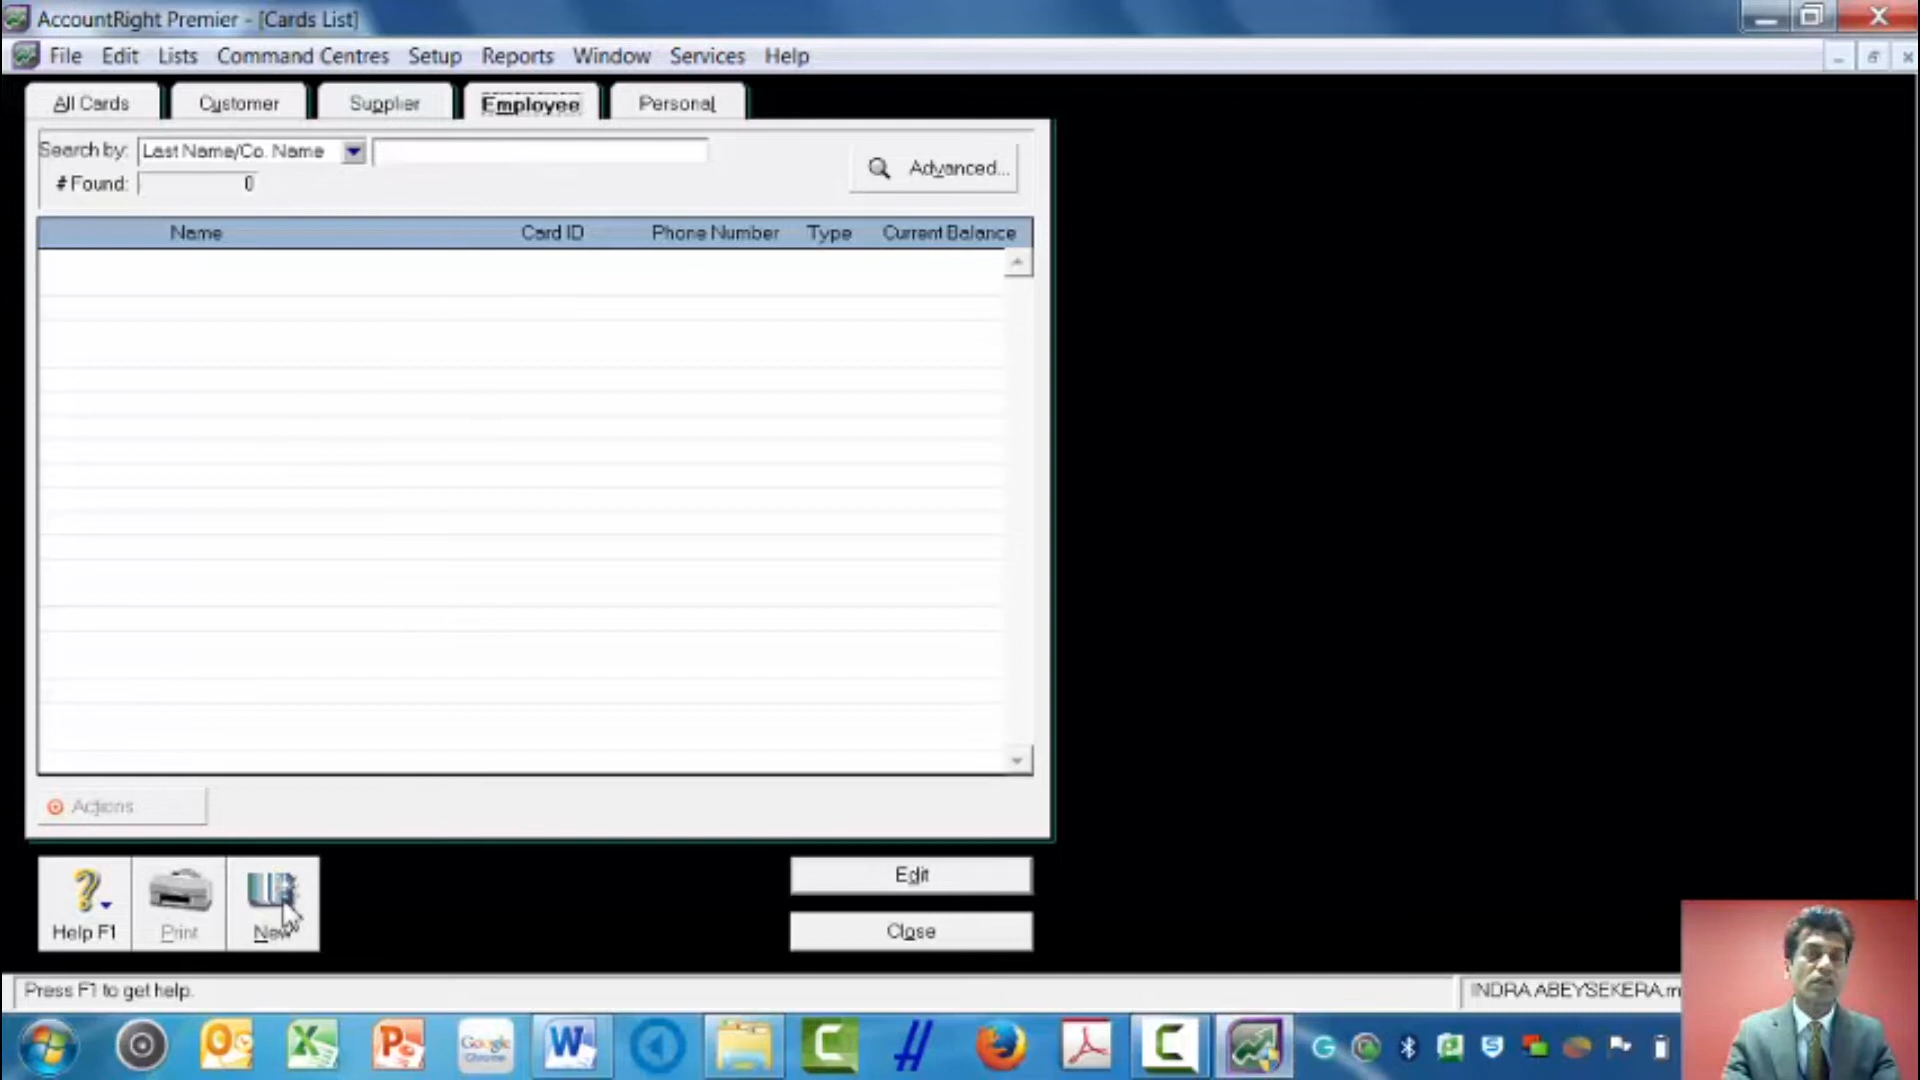 AccountRight Premier - [Cards List]
File Edit Lists Command Centres Setup Reports Window Services Help
All Cards Customer Supplier Employee Personal
Search by: Last Name/Co. Name
Advanced...
# Found: 0
Name Card ID Phone Number Type Current Balance
Actions
Edit
Help F1 Print New
Close
Press F1 to get help.
INDRA ABEYSEKERA.m
Google
Chrome